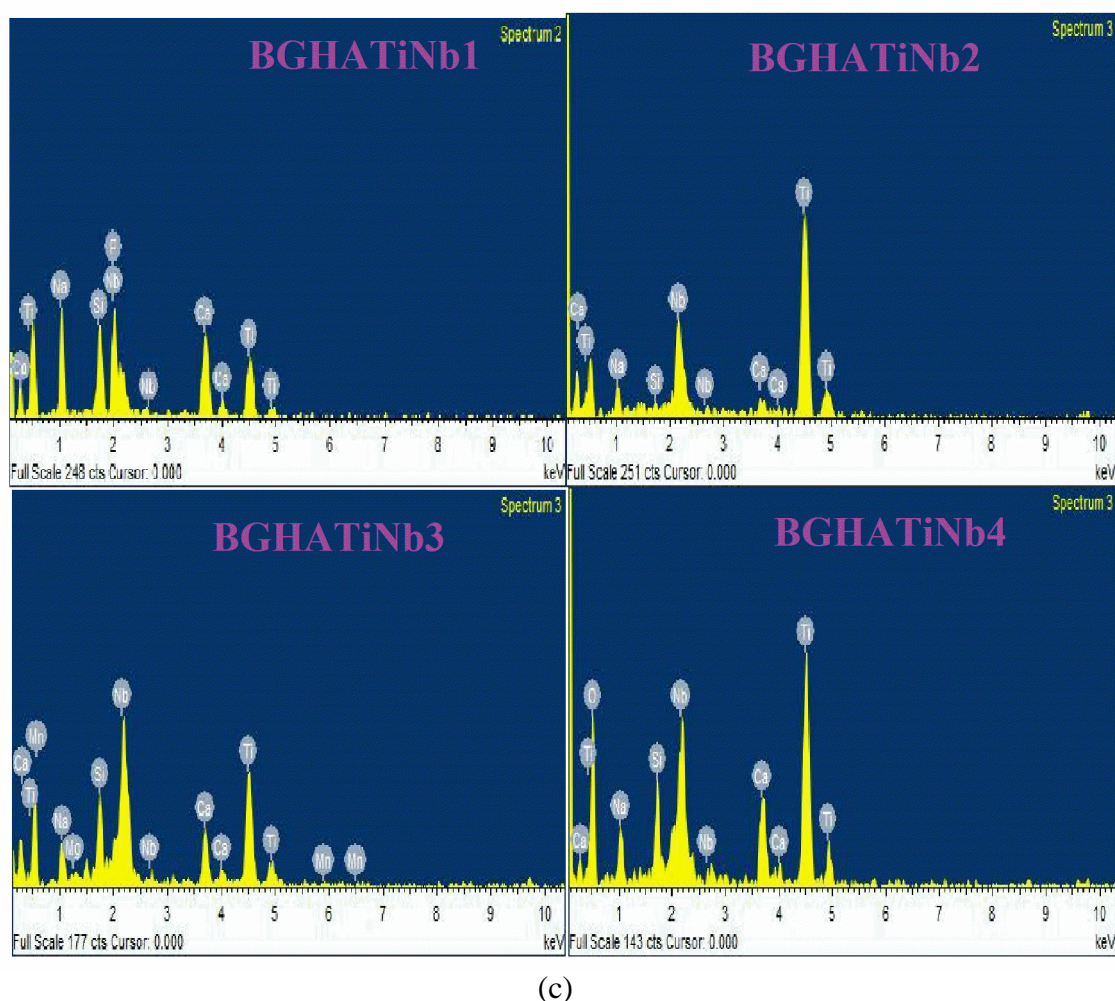 Spectrum 2
BGHATiNb1
P
Na Nb
Ti Si Ca
Ti
Ca
Nb Ti
1 2 3 4 5 6 7 8 9 10
Full Scale 248 cts Cursor: 0.000 keV
Spectrum 3
BGHATiNb2
Ti
Ca Nb
Ti
Na Si Nb Ca Ca Ti
1 2 3 4 5 6 7 8 9 10
Full Scale 251 cts Cursor: 0.000 keV
Spectrum 3
BGHATiNb3
Nb
Mn
Ca Si Ti
Ti
Na Ca
Nb Ca Ti
Mn Mn
1 2 3 4 5 6 7 8 9 10
Full Scale 177 cts Cursor: 0.000 keV
Spectrum 3
BGHATiNb4
Ti
O Nb
Ti Si Ca
Na
Ca Nb Ca Ti
1 2 3 4 5 6 7 8 9 10
Full Scale 143 cts Cursor: 0.000 keV
(c)